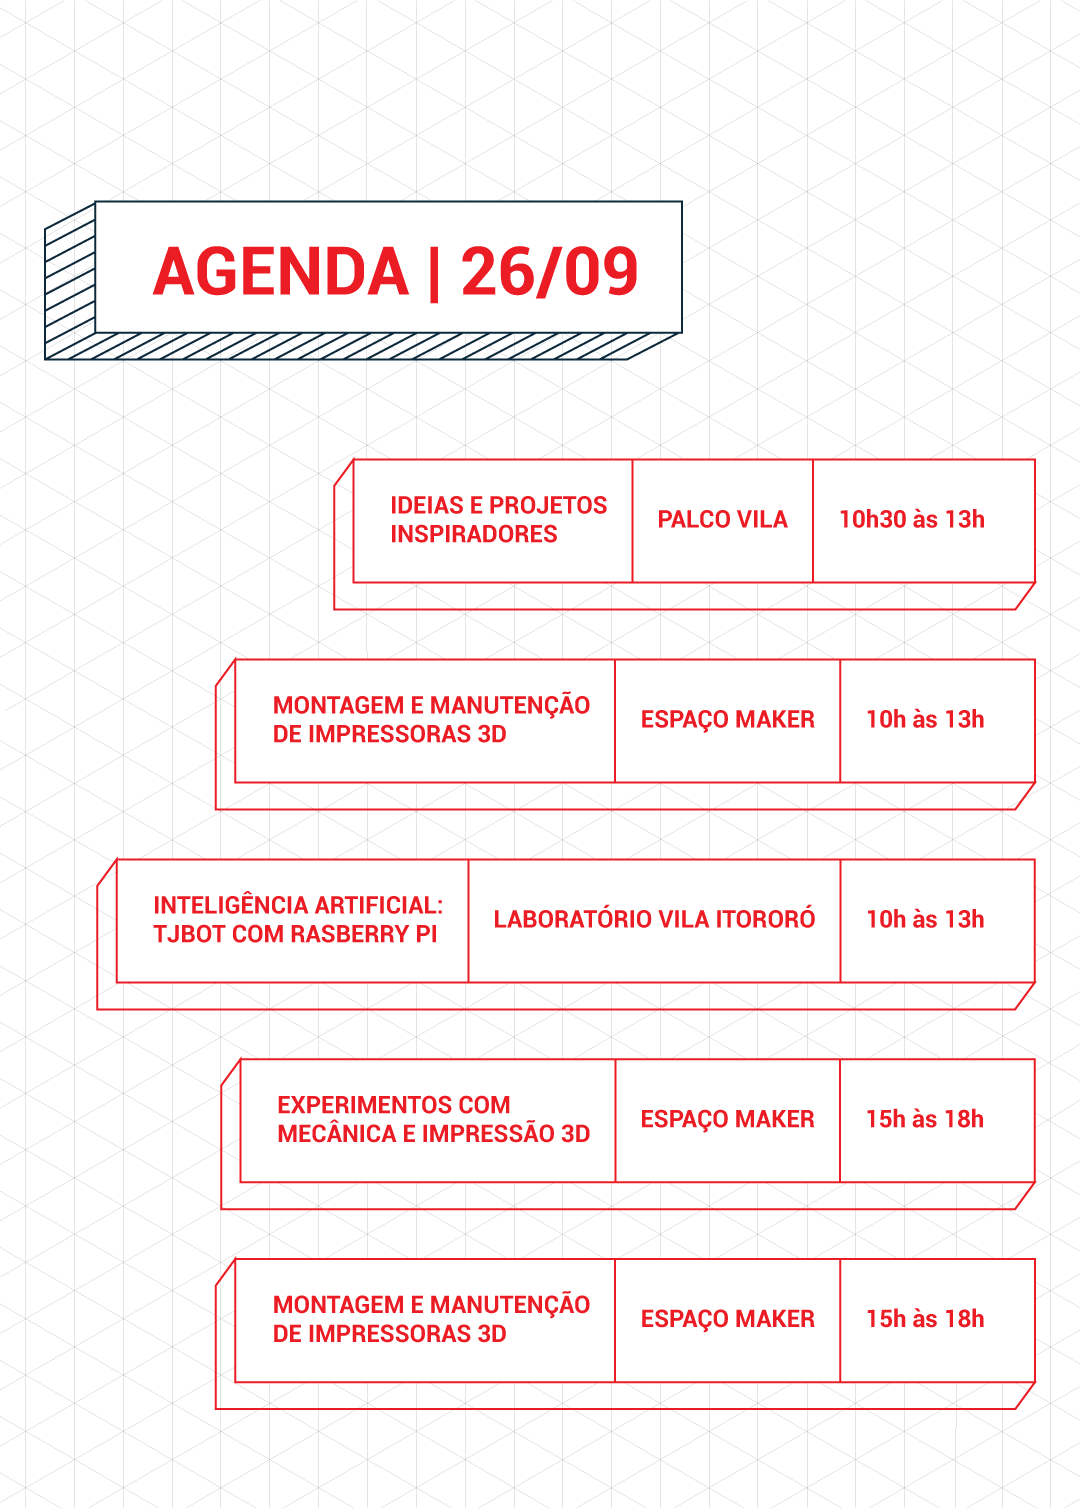 AGENDA | 26/09
IDEIAS E PROJETOS
INSPIRADORES
PALCO VILA
10h30 às 13h
MONTAGEM E MANUTENÇÃO
DE IMPRESSORAS 3D
ESPAÇO MAKER
10h às 13h
INTELIGÊNCIA ARTIFICIAL:
TJBOT COM RASBERRY PI
LABORATÓRIO VILA ITORORÓ
10h às 13h
EXPERIMENTOS COM
MECÂNICA E IMPRESSÃO 3D
ESPAÇO MAKER
15h às 18h
MONTAGEM E MANUTENÇÃO
DE IMPRESSORAS 3D
ESPAÇO MAKER
15h às 18h